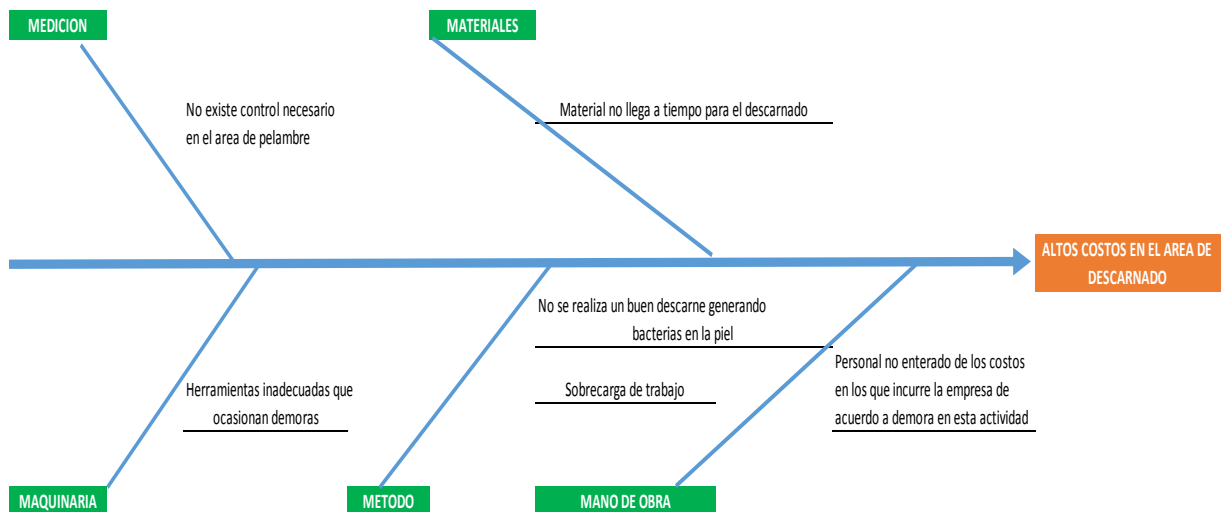 MEDICION
MATERIALES
No existe control necesario
en el area de pelambre
Material no llega a tiempo para el descarnado
ALTOS COSTOS EN EL AREA DE
DESCARNADO
No se realiza un buen descarne generando
bacterias en la piel
Sobrecarga de trabajo
Personal no enterado de los costos
en los que incurre la empresa de
acuerdo a demora en esta actividad
Herramientas inadecuadas que
ocasionan demoras
MAQUINARIA
METODO
MANO DE OBRA